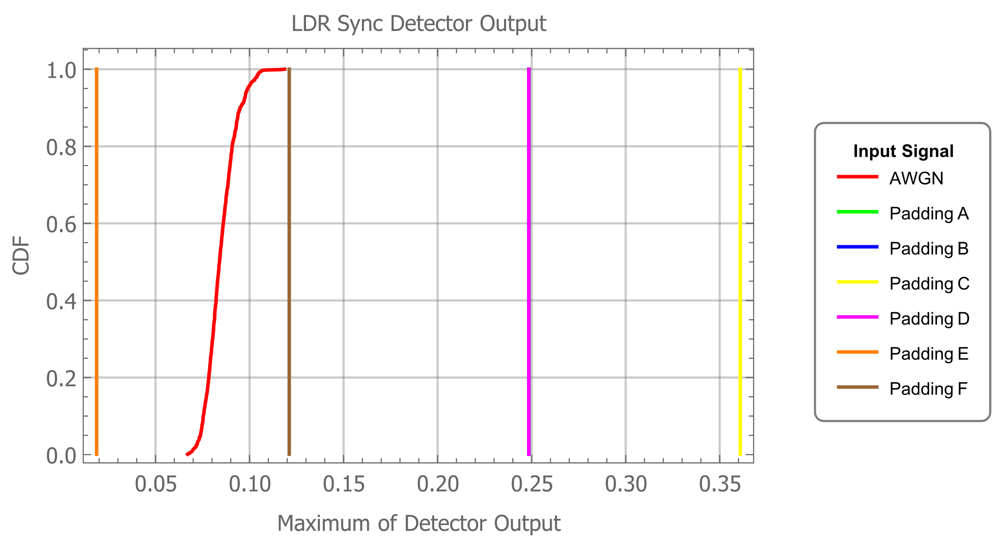 LDR Sync Detector Output
1.0
0.8
0.6
0.4
0.2
0.0
CDF
0.05 0.10 0.15 0.20 0.25 0.30 0.35
Maximum of Detector Output
Input Signal
AWGN
Padding A
Padding B
Padding C
Padding D
Padding E
Padding F